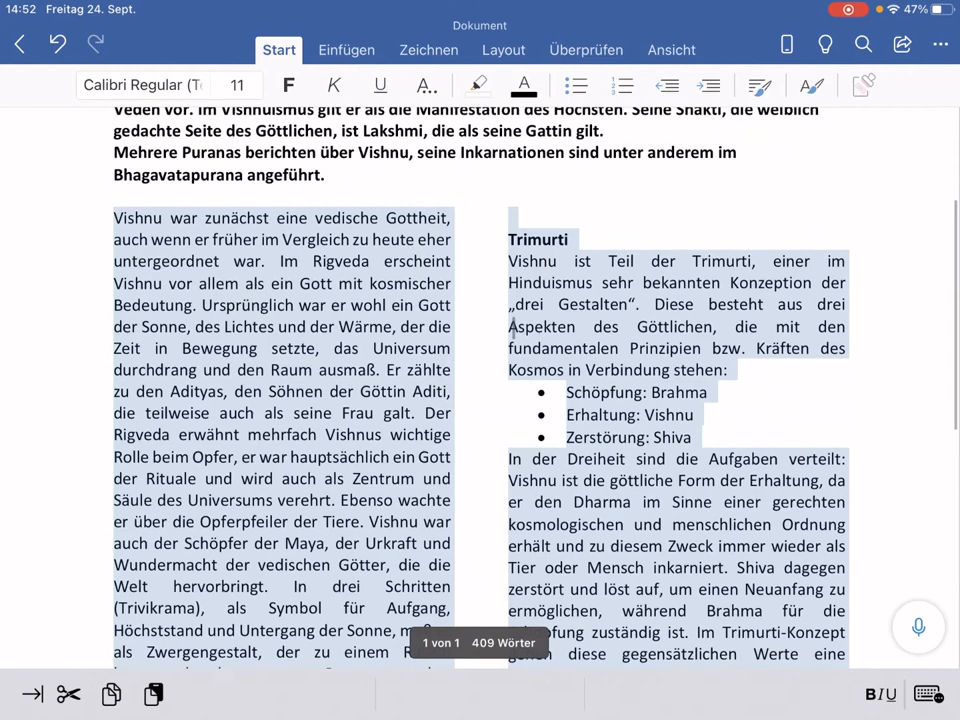 14:52 Freitag 24. Sept.
47%
Dokument
Start Einfügen Zeichnen Layout Überprüfen Ansicht
Calibri Regular (T 11 F K U A..  A
Veden vor. Im Vishnuismus gilt er als die Manifestation des Höchsten. Seine Shakti, die weiblich
gedachte Seite des Göttlichen, ist Lakshmi, die als seine Gattin gilt.
Mehrere Puranas berichten über Vishnu, seine Inkarnationen sind unter anderem im
Bhagavatapurana angeführt.
Vishnu war zunächst eine vedische Gottheit,
auch wenn er früher im Vergleich zu heute eher
untergeordnet war. Im Rigveda erscheint
Vishnu vor allem als ein Gott mit kosmischer
Bedeutung. Ursprünglich war er wohl ein Gott
der Sonne, des Lichtes und der Wärme, der die
Zeit in Bewegung setzte, das Universum
durchdrang und den Raum ausmaß. Er zählte
zu den Adityas, den Söhnen der Göttin Aditi,
die teilweise auch als seine Frau galt. Der
Rigveda erwähnt mehrfach Vishnus wichtige
Rolle beim Opfer, er war hauptsächlich ein Gott
der Rituale und wird auch als Zentrum und
Säule des Universums verehrt. Ebenso wachte
er über die Opferpfeiler der Tiere. Vishnu war
auch der Schöpfer der Maya, der Urkraft und
Wundermacht der vedischen Götter, die die
Welt hervorbringt. In drei Schritten
(Trivikrama), als Symbol für Aufgang,
Höchststand und Untergang der Sonne,
als Zwergengestalt, der zu einem
Trimurti
Vishnu ist Teil der Trimurti, einer im
Hinduismus sehr bekannten Konzeption der
„drei Gestalten“. Diese besteht aus drei
Aspekten des Göttlichen, die mit den
fundamentalen Prinzipien bzw. Kräften des
Kosmos in Verbindung stehen:
• Schöpfung: Brahma
• Erhaltung: Vishnu
• Zerstörung: Shiva
In der Dreiheit sind die Aufgaben verteilt:
Vishnu ist die göttliche Form der Erhaltung, da
er den Dharma im Sinne einer gerechten
kosmologischen und menschlichen Ordnung
erhält und zu diesem Zweck immer wieder als
Tier oder Mensch inkarniert. Shiva dagegen
zerstört und löst auf, um einen Neuanfang zu
ermöglichen, während Brahma für die
zuständig ist. Im Trimurti-Konzept
diese gegensätzlichen Werte eine
1 von 1 409 Wörter
BIU